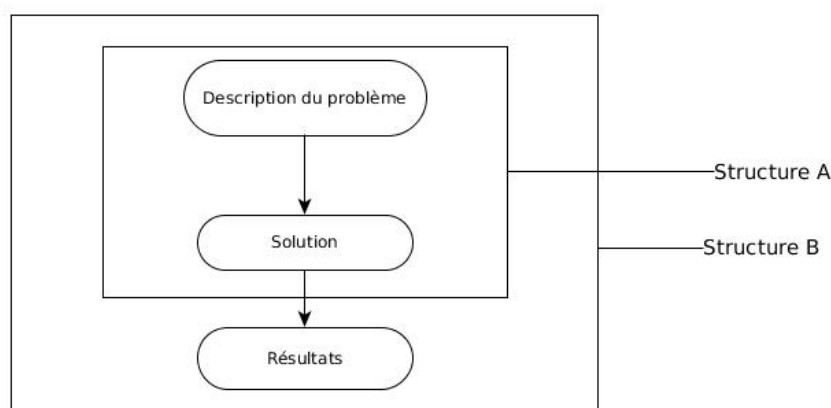 Description du problème
Structure A
Solution
Structure B
Résultats